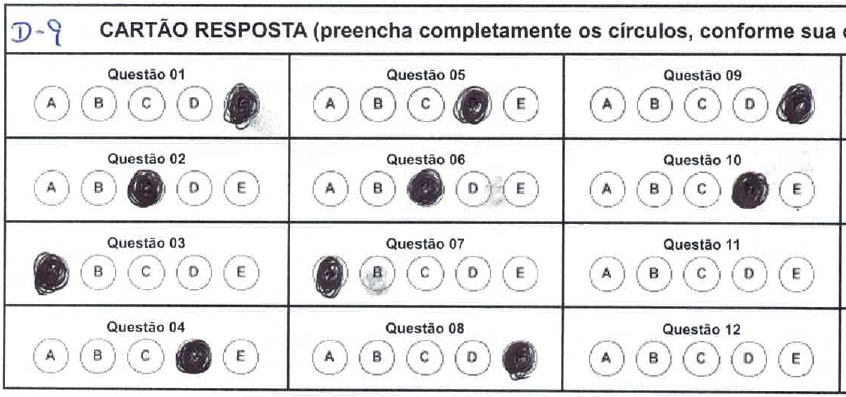 D-9 CARTÃO RESPOSTA (preencha completamente os círculos, conforme sua
Questão 01 Questão 05 Questão 09
A B C D A B C E A B C D
Questão 02 Questão 06 Questão 10
A B D E A B D E A B C E
Questão 03 Questão 07 Questão 11
B C D E B C D E A B C D E
Questão 04 Questão 08 Questão 12
A B C E A B C D A B C D E